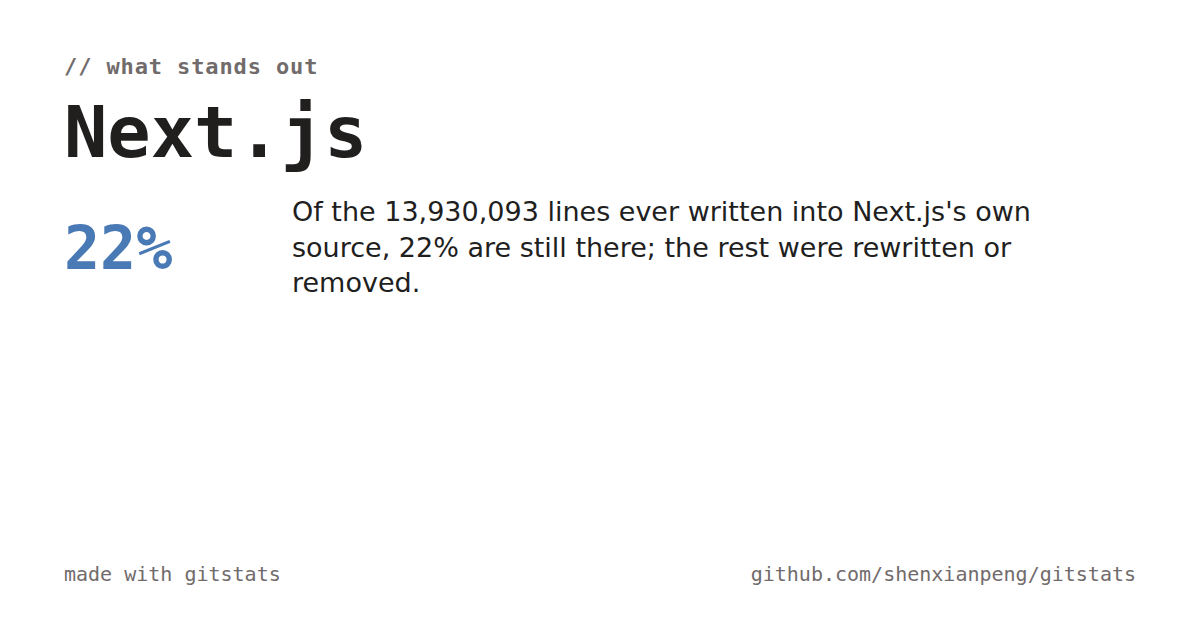 // what stands out
Next.js
22%
Of the 13,930,093 lines ever written into Next.js's own
source, 22% are still there; the rest were rewritten or
removed.
made with gitstats
github.com/shenxianpeng/gitstats